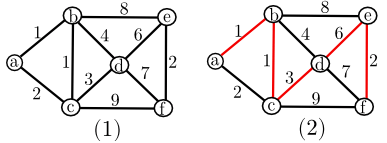 b 8 e b 8 e
1 4 6 1 4 6
a 1 d 2 a 1 d 2
2 3 7 2 3 7
c 9 f c 9 f
(1) (2)